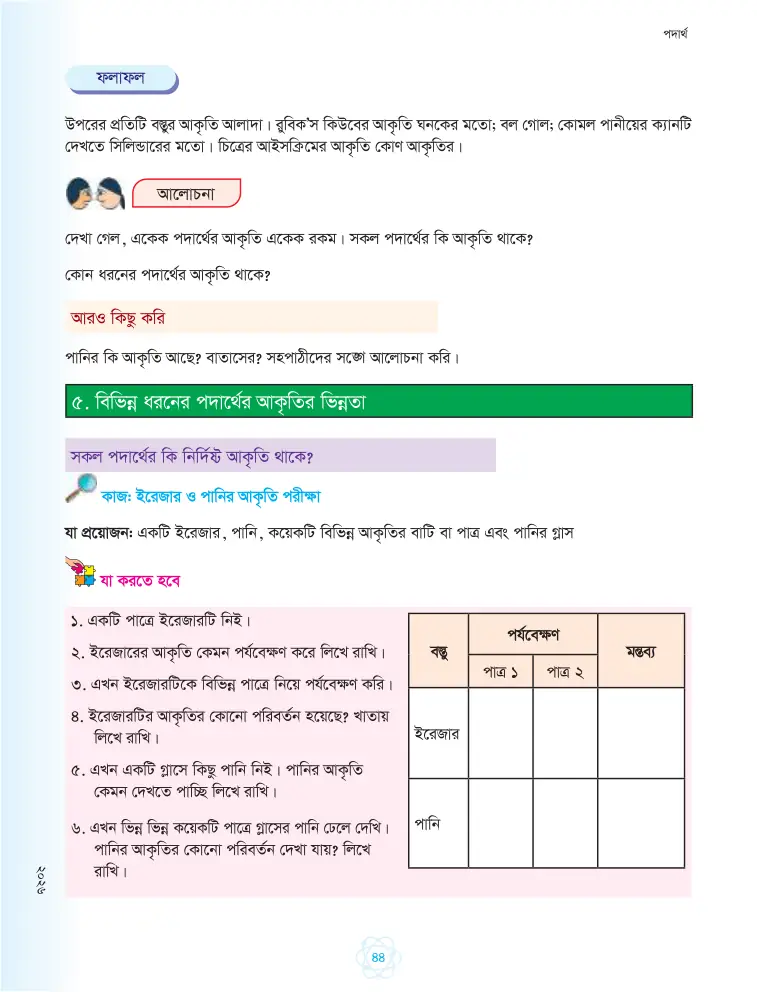 পদার্থ
ফলাফল
উপরের প্রতিটি বস্তুর আকৃতি আলাদা। রুবিক’স কিউবের আকৃতি ঘনকের মতো; বল গোল; কোমল পানীয়ের ক্যানটি
দেখতে সিলিন্ডারের মতো। চিত্রের আইসক্রিমের আকৃতি কোণ আকৃতির।
আলোচনা
দেখা গেল, একেক পদার্থের আকৃতি একেক রকম। সকল পদার্থের কি আকৃতি থাকে?
কোন ধরনের পদার্থের আকৃতি থাকে?
আরও কিছু করি
পানির কি আকৃতি আছে? বাতাসের? সহপাঠীদের সঙ্গে আলোচনা করি।
৫. বিভিন্ন ধরনের পদার্থের আকৃতির ভিন্নতা
সকল পদার্থের কি নির্দিষ্ট আকৃতি থাকে?
কাজ: ইরেজার ও পানির আকৃতি পরীক্ষা
যা প্রয়োজন: একটি ইরেজার, পানি, কয়েকটি বিভিন্ন আকৃতির বাটি বা পাত্র এবং পানির গ্লাস
যা করতে হবে
১. একটি পাত্রে ইরেজারটি নিই।
২. ইরেজারের আকৃতি কেমন পর্যবেক্ষণ করে লিখে রাখি।
৩. এখন ইরেজারটিকে বিভিন্ন পাত্রে নিয়ে পর্যবেক্ষণ করি।
৪. ইরেজারটির আকৃতির কোনো পরিবর্তন হয়েছে? খাতায়
লিখে রাখি।
৫. এখন একটি গ্লাসে কিছু পানি নিই। পানির আকৃতি
কেমন দেখতে পাচ্ছি লিখে রাখি।
৬. এখন ভিন্ন ভিন্ন কয়েকটি পাত্রে গ্লাসের পানি ঢেলে দেখি।
পানির আকৃতির কোনো পরিবর্তন দেখা যায়? লিখে
রাখি।
বস্তু পর্যবেক্ষণ মন্তব্য
পাত্র ১ পাত্র ২
ইরেজার
পানি
২০২৫
৪৪